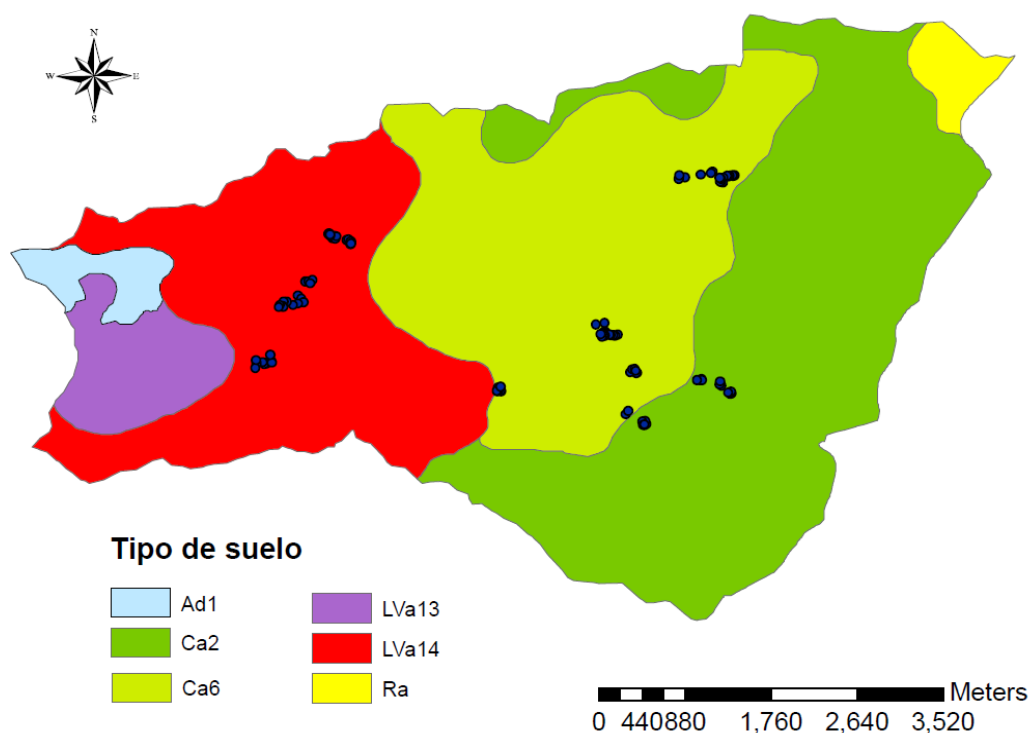 N
W E
S
Tipo de suelo
Ad1 LVa13
Ca2 LVa14
Ca6 Ra
Meters
0 440880 1,760 2,640 3,520